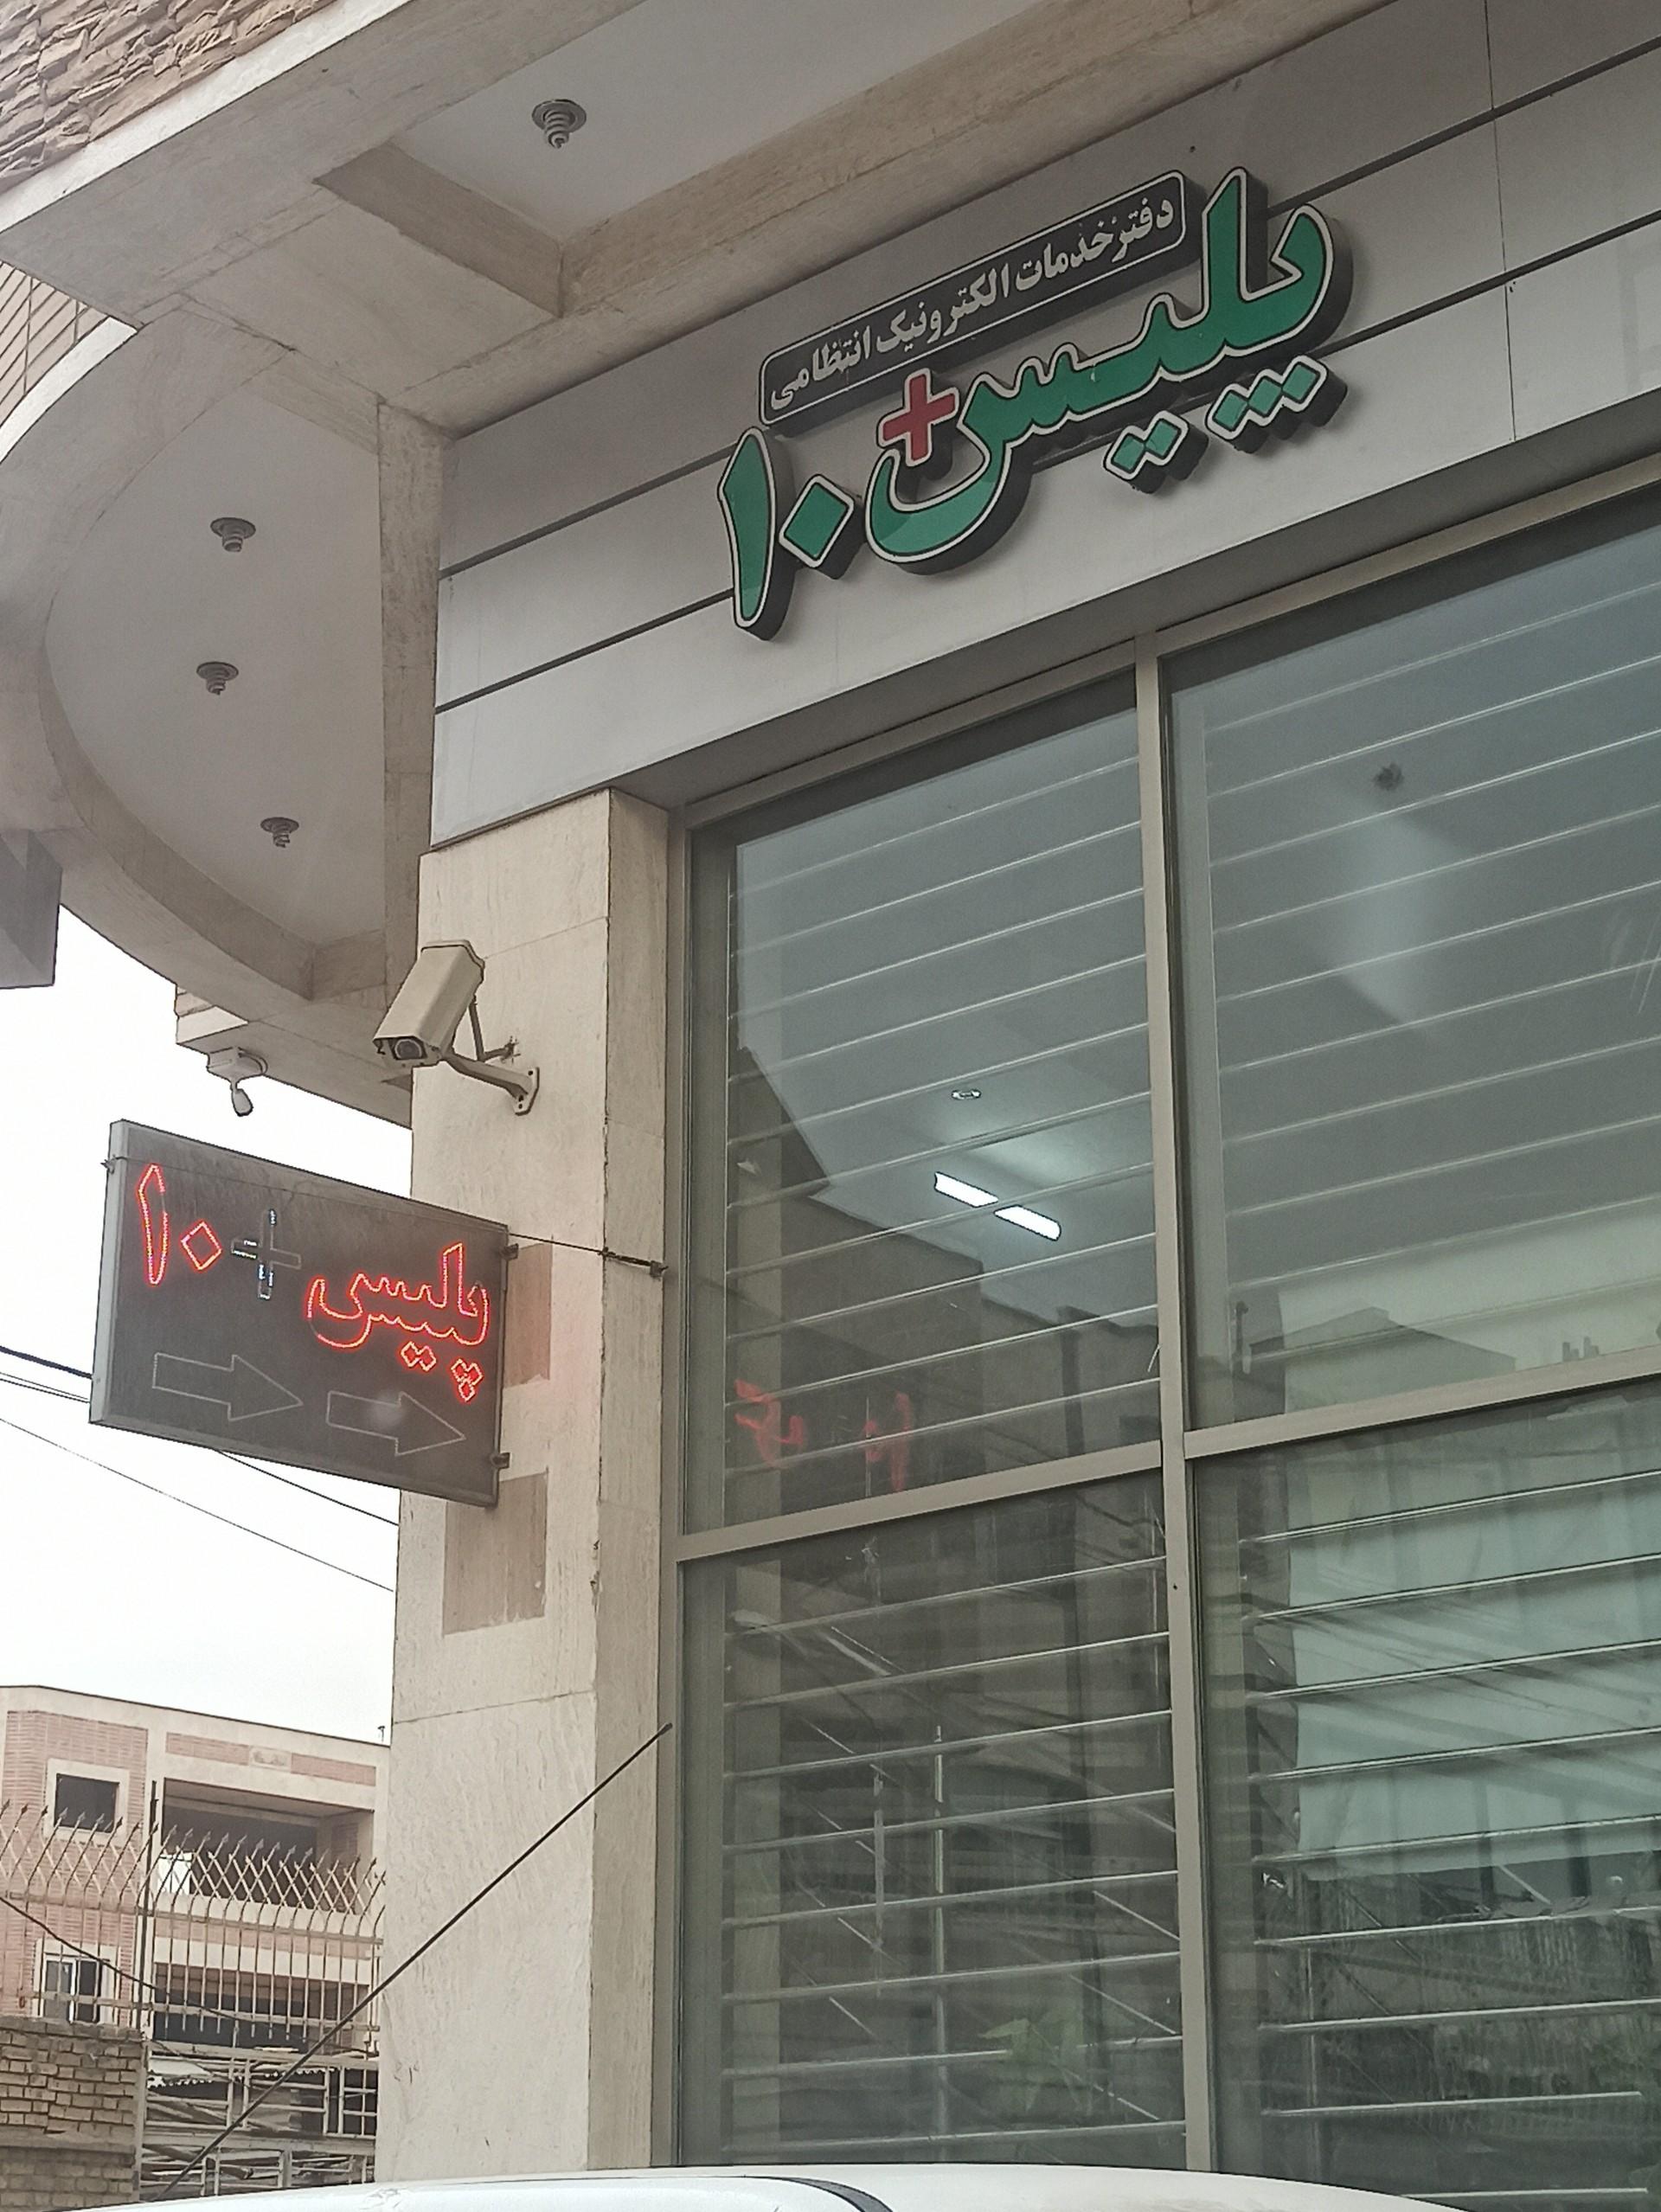 دفتر خدمات الکترونیک انتظامی
پلیس+۱۰
پلیس+۱۰